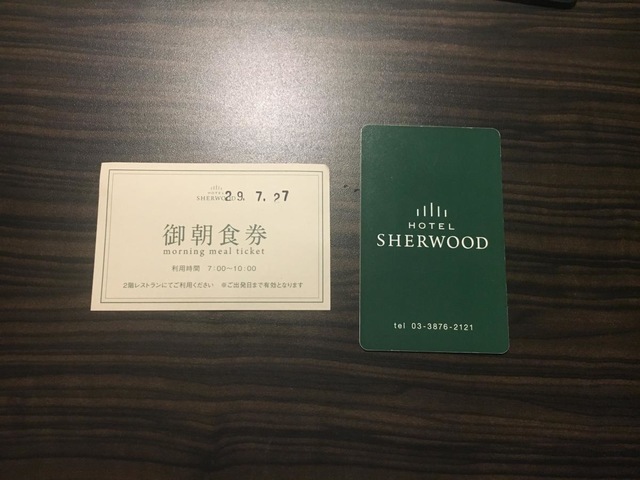 HOTEL
SHERWOOD 29. 7. 27
御朝食券
morning meal ticket
利用時間 7:00〜10:00
2階レストランにてご利用ください ※ご出発日まで有効となります
HOTEL
SHERWOOD
tel 03-3876-2121